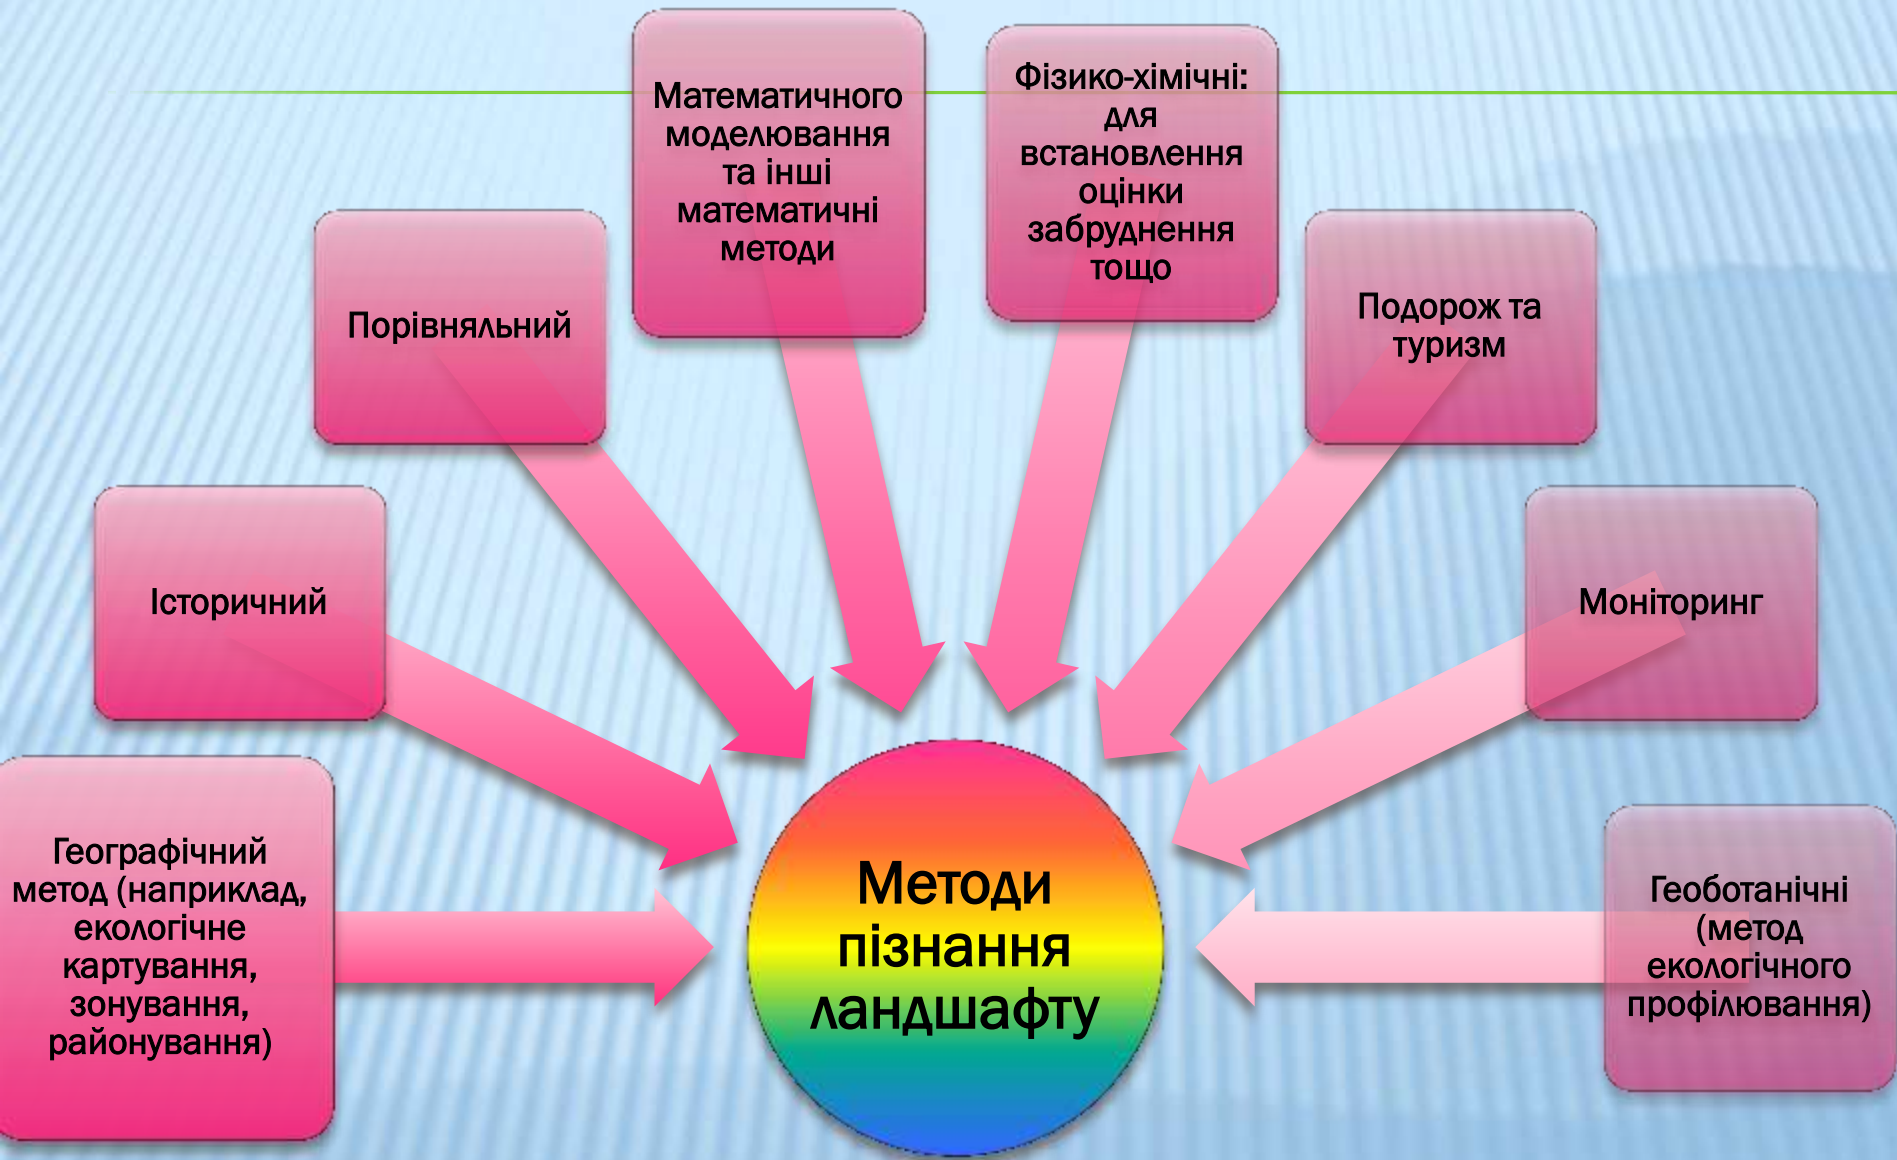 Математичного
моделювання
та інші
математичні
методи
Фізико-хімічні:
для
встановлення
оцінки
забруднення
тощо
Порівняльний
Подорож та
туризм
Історичний
Моніторинг
Географічний
метод (наприклад,
екологічне
картування,
зонування,
районування)
Методи
пізнання
ландшафту
Геоботанічні
(метод
екологічного
профілювання)